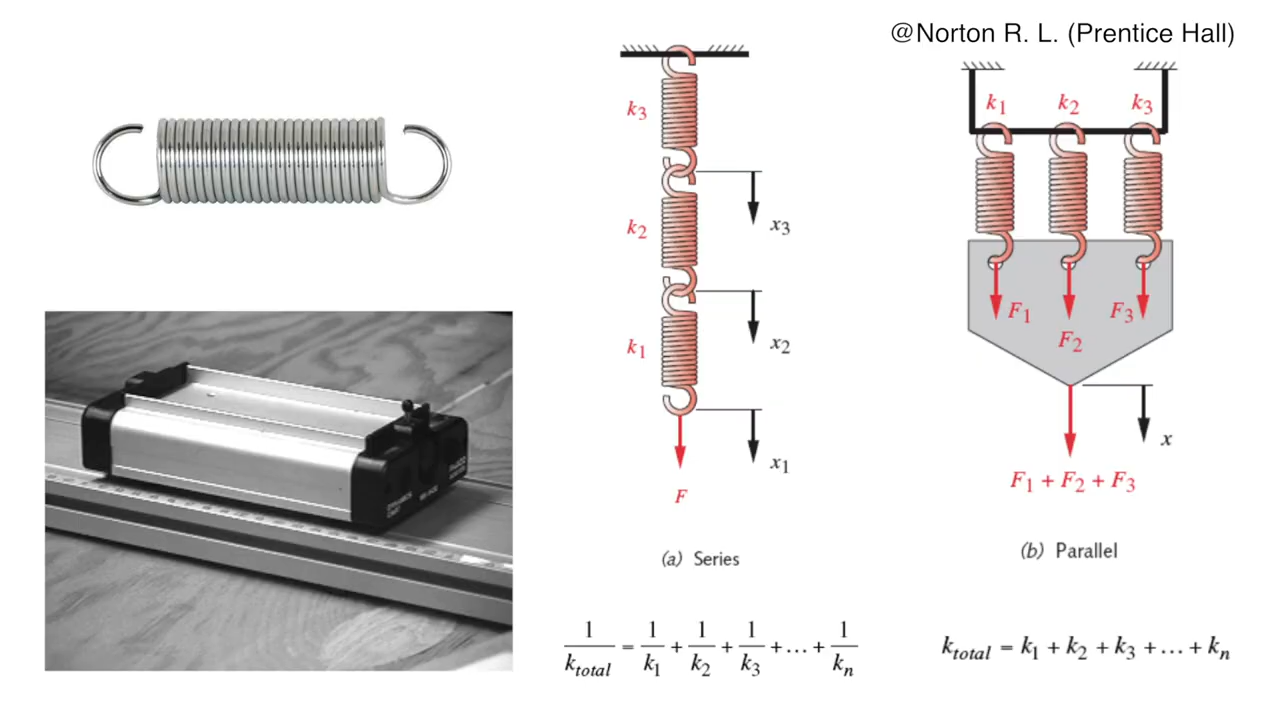 @Norton R. L. (Prentice Hall)
k3
x3
k2
x2
k1
x1
F
(a) Series
1/ktotal = 1/k1 + 1/k2 + 1/k3 + ... + 1/kn
k1 k2 k3
F1 F2 F3
x
F1 + F2 + F3
(b) Parallel
ktotal = k1 + k2 + k3 + ... + kn